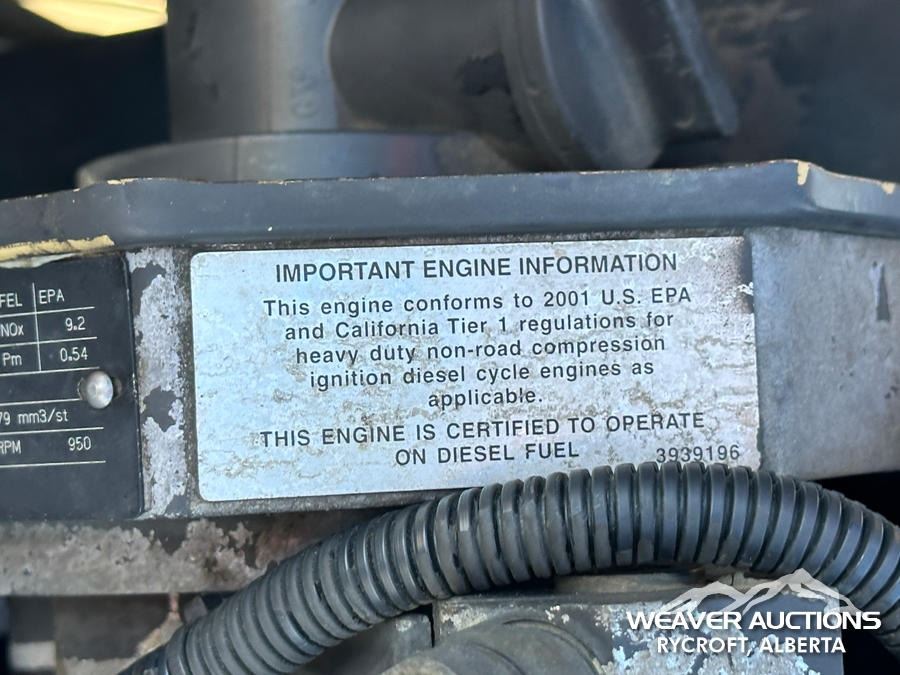 FEL EPA
NOx 9.2
Pm 0.54
79 mm3/st
RPM 950
IMPORTANT ENGINE INFORMATION
This engine conforms to 2001 U.S. EPA
and California Tier 1 regulations for
heavy duty non-road compression
ignition diesel cycle engines as
applicable.
THIS ENGINE IS CERTIFIED TO OPERATE
ON DIESEL FUEL 3939196
WEAVER AUCTIONS
RYCROFT, ALBERTA